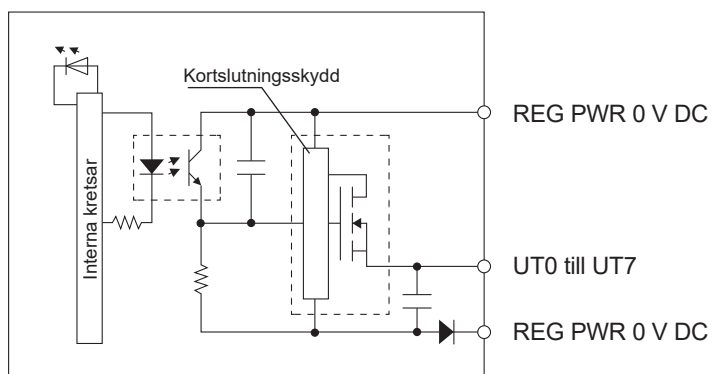 Kortslutningsskydd
REG PWR 0 V DC
Interna kretsar
UT0 till UT7
REG PWR 0 V DC